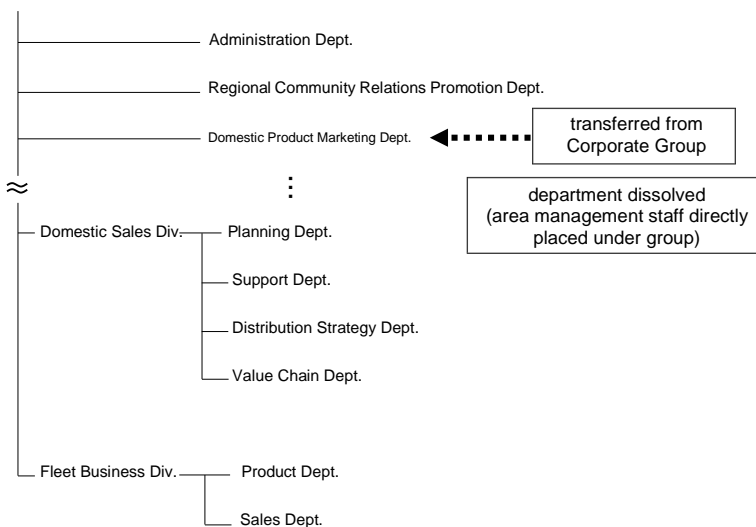 Administration Dept.
Regional Community Relations Promotion Dept.
Domestic Product Marketing Dept.
transferred from
Corporate Group
department dissolved
(area management staff directly
placed under group)
Domestic Sales Div.
Planning Dept.
Support Dept.
Distribution Strategy Dept.
Value Chain Dept.
Fleet Business Div.
Product Dept.
Sales Dept.